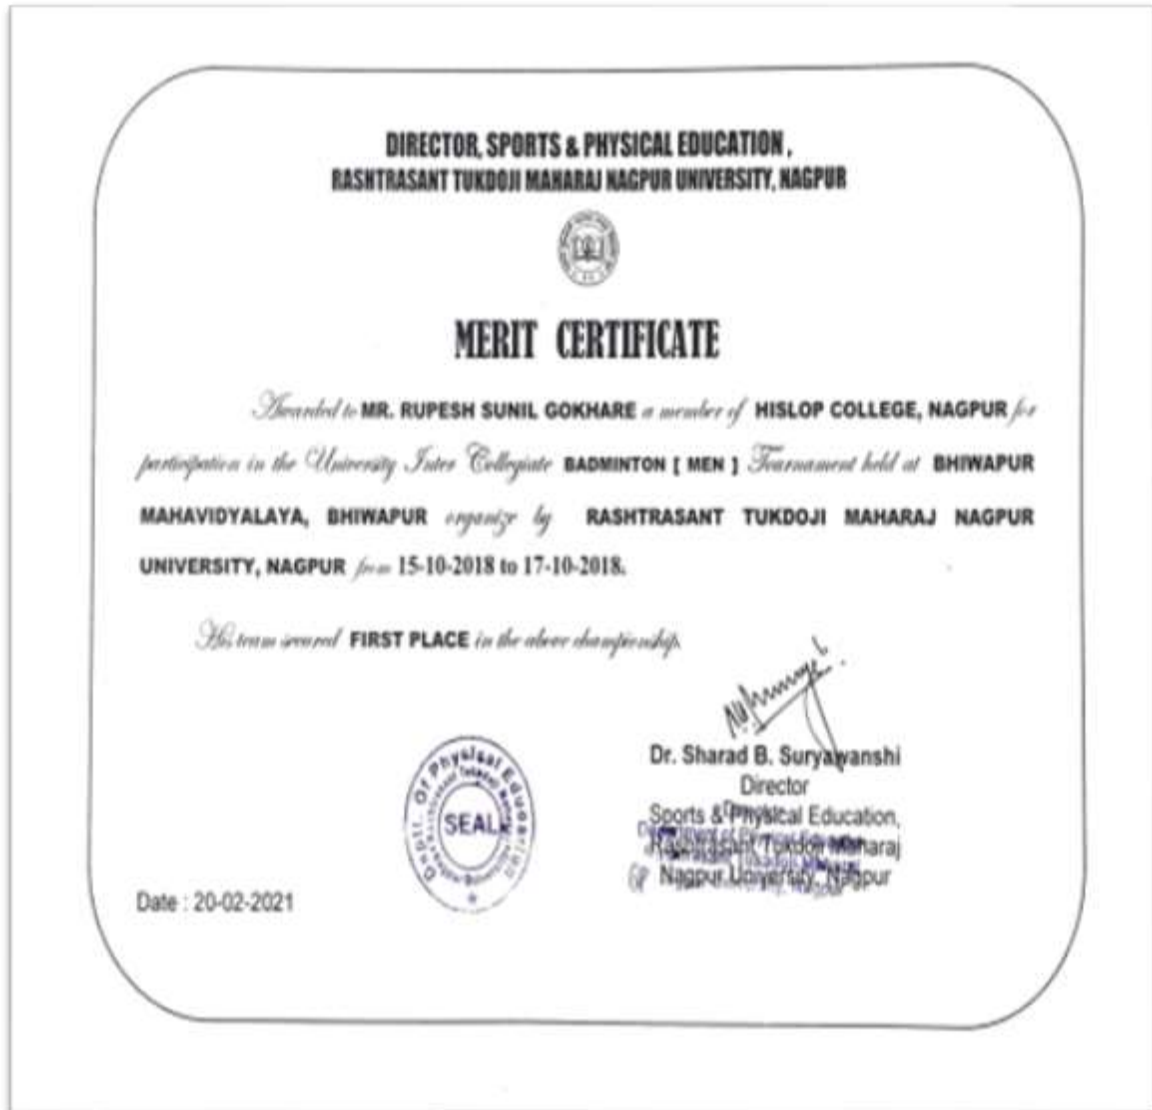 DIRECTOR, SPORTS & PHYSICAL EDUCATION,
RASHTRASANT TUKDOJI MAHARAJ NAGPUR UNIVERSITY, NAGPUR
MERIT CERTIFICATE
Awarded to MR. RUPESH SUNIL GOKHARE a member of HISLOP COLLEGE, NAGPUR for
participation in the University Inter Collegiate BADMINTON [ MEN ] Tournament held at BHIWAPUR
MAHAVIDYALAYA, BHIWAPUR organize by RASHTRASANT TUKDOJI MAHARAJ NAGPUR
UNIVERSITY, NAGPUR from 15-10-2018 to 17-10-2018.
His team secured FIRST PLACE in the above championship.
Dr. Sharad B. Suryawanshi
Director
Sports & Physical Education,
Rashtrasant Tukdoji Maharaj
Nagpur University, Nagpur
Deptt. Of Physical Education
SEAL
Date : 20-02-2021